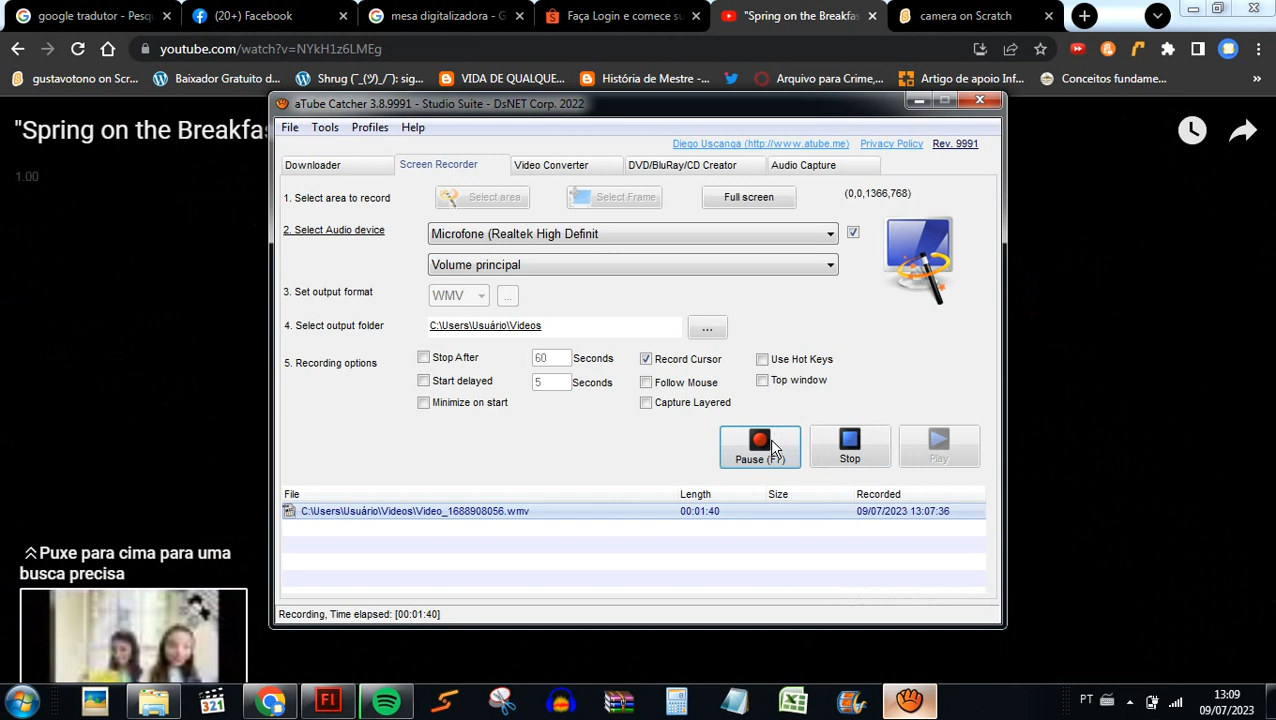 google tradutor - Pesqu
(20+) Facebook
mesa digitalizadora - G
Faça Login e comece su
"Spring on the Breakfas
camera on Scratch
youtube.com/watch?v=NYkH1z6LMEg
gustavotono on Scr...
Baixador Gratuito d...
Shrug (¯\_(ツ)_/¯): sig...
VIDA DE QUALQUE...
História de Mestre -...
Arquivo para Crime,...
Artigo de apoio Inf...
Conceitos fundame...
»
"Spring on the Breakfas
1.00
aTube Catcher 3.8.9991 - Studio Suite - DsNET Corp. 2022
File Tools Profiles Help
Diego Uscanga (http://www.atube.me) Privacy Policy Rev. 9991
Downloader Screen Recorder Video Converter DVD/BluRay/CD Creator Audio Capture
1. Select area to record Select area Select Frame Full screen (0,0,1366,768)
2. Select Audio device Microfone (Realtek High Definit
Volume principal
3. Set output format WMV ...
4. Select output folder C:\Users\Usuário\Videos ...
5. Recording options
Stop After 60 Seconds Record Cursor Use Hot Keys
Start delayed 5 Seconds Follow Mouse Top window
Minimize on start Capture Layered
Pause (F7) Stop Play
File Length Size Recorded
C:\Users\Usuário\Videos\Video_1688908056.wmv 00:01:40 09/07/2023 13:07:36
Recording, Time elapsed: [00:01:40]
Puxe para cima para uma
busca precisa
321
PT
13:09
09/07/2023